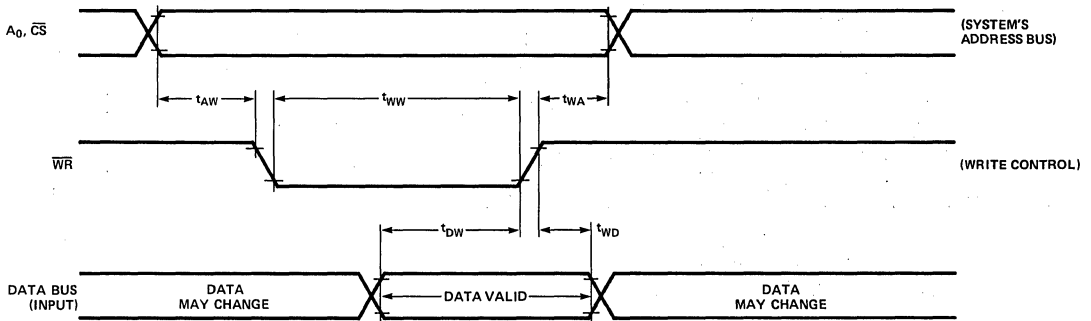 A0, CS
(SYSTEM'S
ADDRESS BUS)
tAW
tWW
tWA
WR
(WRITE CONTROL)
tDW
tWD
DATA BUS
(INPUT)
DATA
MAY CHANGE
DATA VALID
DATA
MAY CHANGE